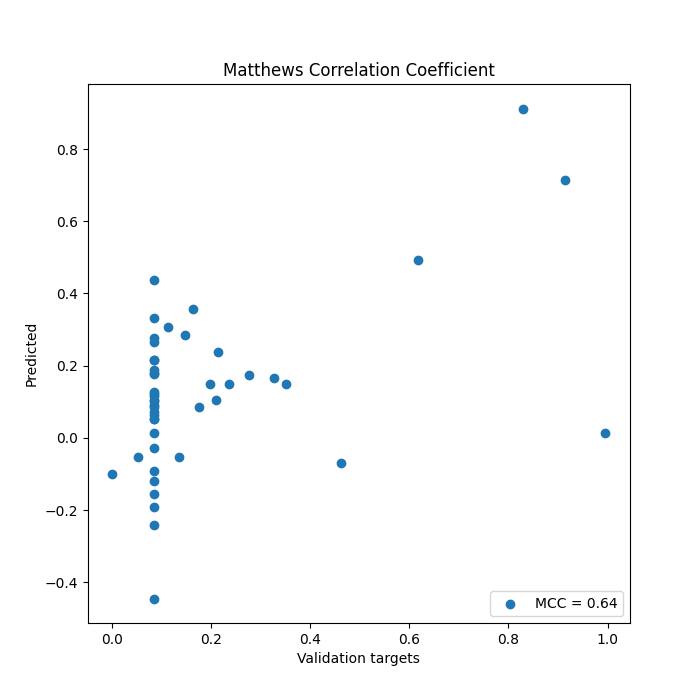 Matthews Correlation Coefficient
0.8
0.6
0.4
0.2
0.0
−0.2
−0.4
Predicted
MCC = 0.64
0.0 0.2 0.4 0.6 0.8 1.0
Validation targets